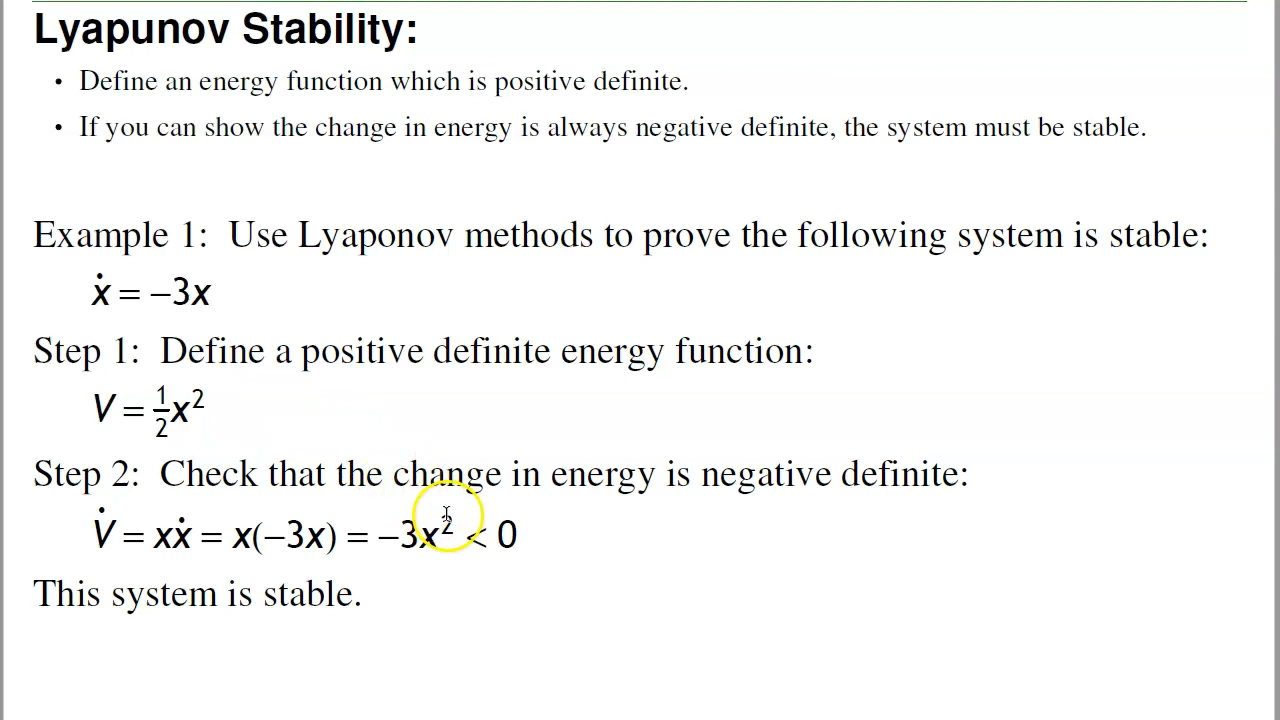 Lyapunov Stability:
• Define an energy function which is positive definite.
• If you can show the change in energy is always negative definite, the system must be stable.
Example 1: Use Lyaponov methods to prove the following system is stable:
ẋ = −3x
Step 1: Define a positive definite energy function:
V = ½x²
Step 2: Check that the change in energy is negative definite:
V̇ = xẋ = x(−3x) = −3x² < 0
This system is stable.